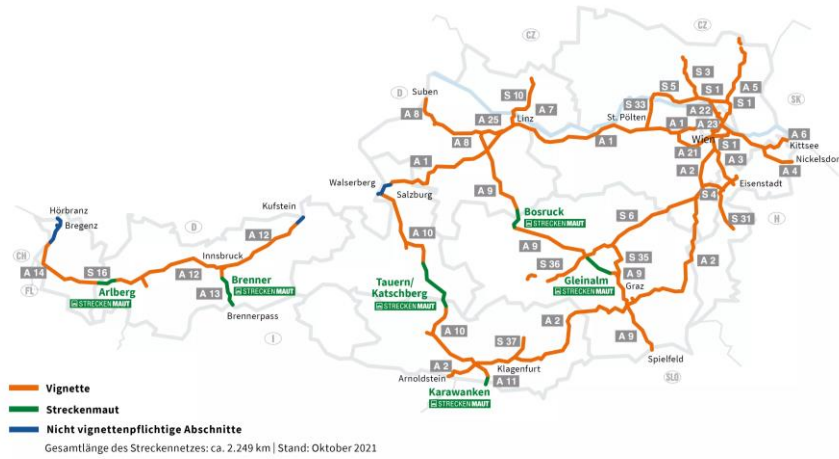 CZ
CZ
S 3
S 5
S 1
A 5
D
Suben
S 10
S 33
A 22
S 1
SK
A 8
A 25
A 7
Linz
St. Pölten
A 1
A 23
A 6
Wien
Kittsee
A 8
A 1
A 21
S 1
Nickelsdorf
A 1
A 3
A 4
Walserberg
A 2
Salzburg
A 9
Eisenstadt
S 4
Kufstein
Hörbranz
Bosruck
STRECKENMAUT
S 6
S 31
H
Bregenz
D
A 12
A 10
CH
Innsbruck
A 9
S 35
A 14
S 16
A 12
S 36
A 9
A 2
FL
Arlberg
STRECKENMAUT
A 13
Brenner
STRECKENMAUT
Tauern/
Katschberg
STRECKENMAUT
Gleinalm
STRECKENMAUT
Graz
Brennerpass
I
A 10
S 37
A 2
A 9
Spielfeld
A 2
Klagenfurt
Arnoldstein
A 11
SLO
Karawanken
STRECKENMAUT
Vignette
Streckenmaut
Nicht vignettenpflichtige Abschnitte
Gesamtlänge des Streckennetzes: ca. 2.249 km | Stand: Oktober 2021